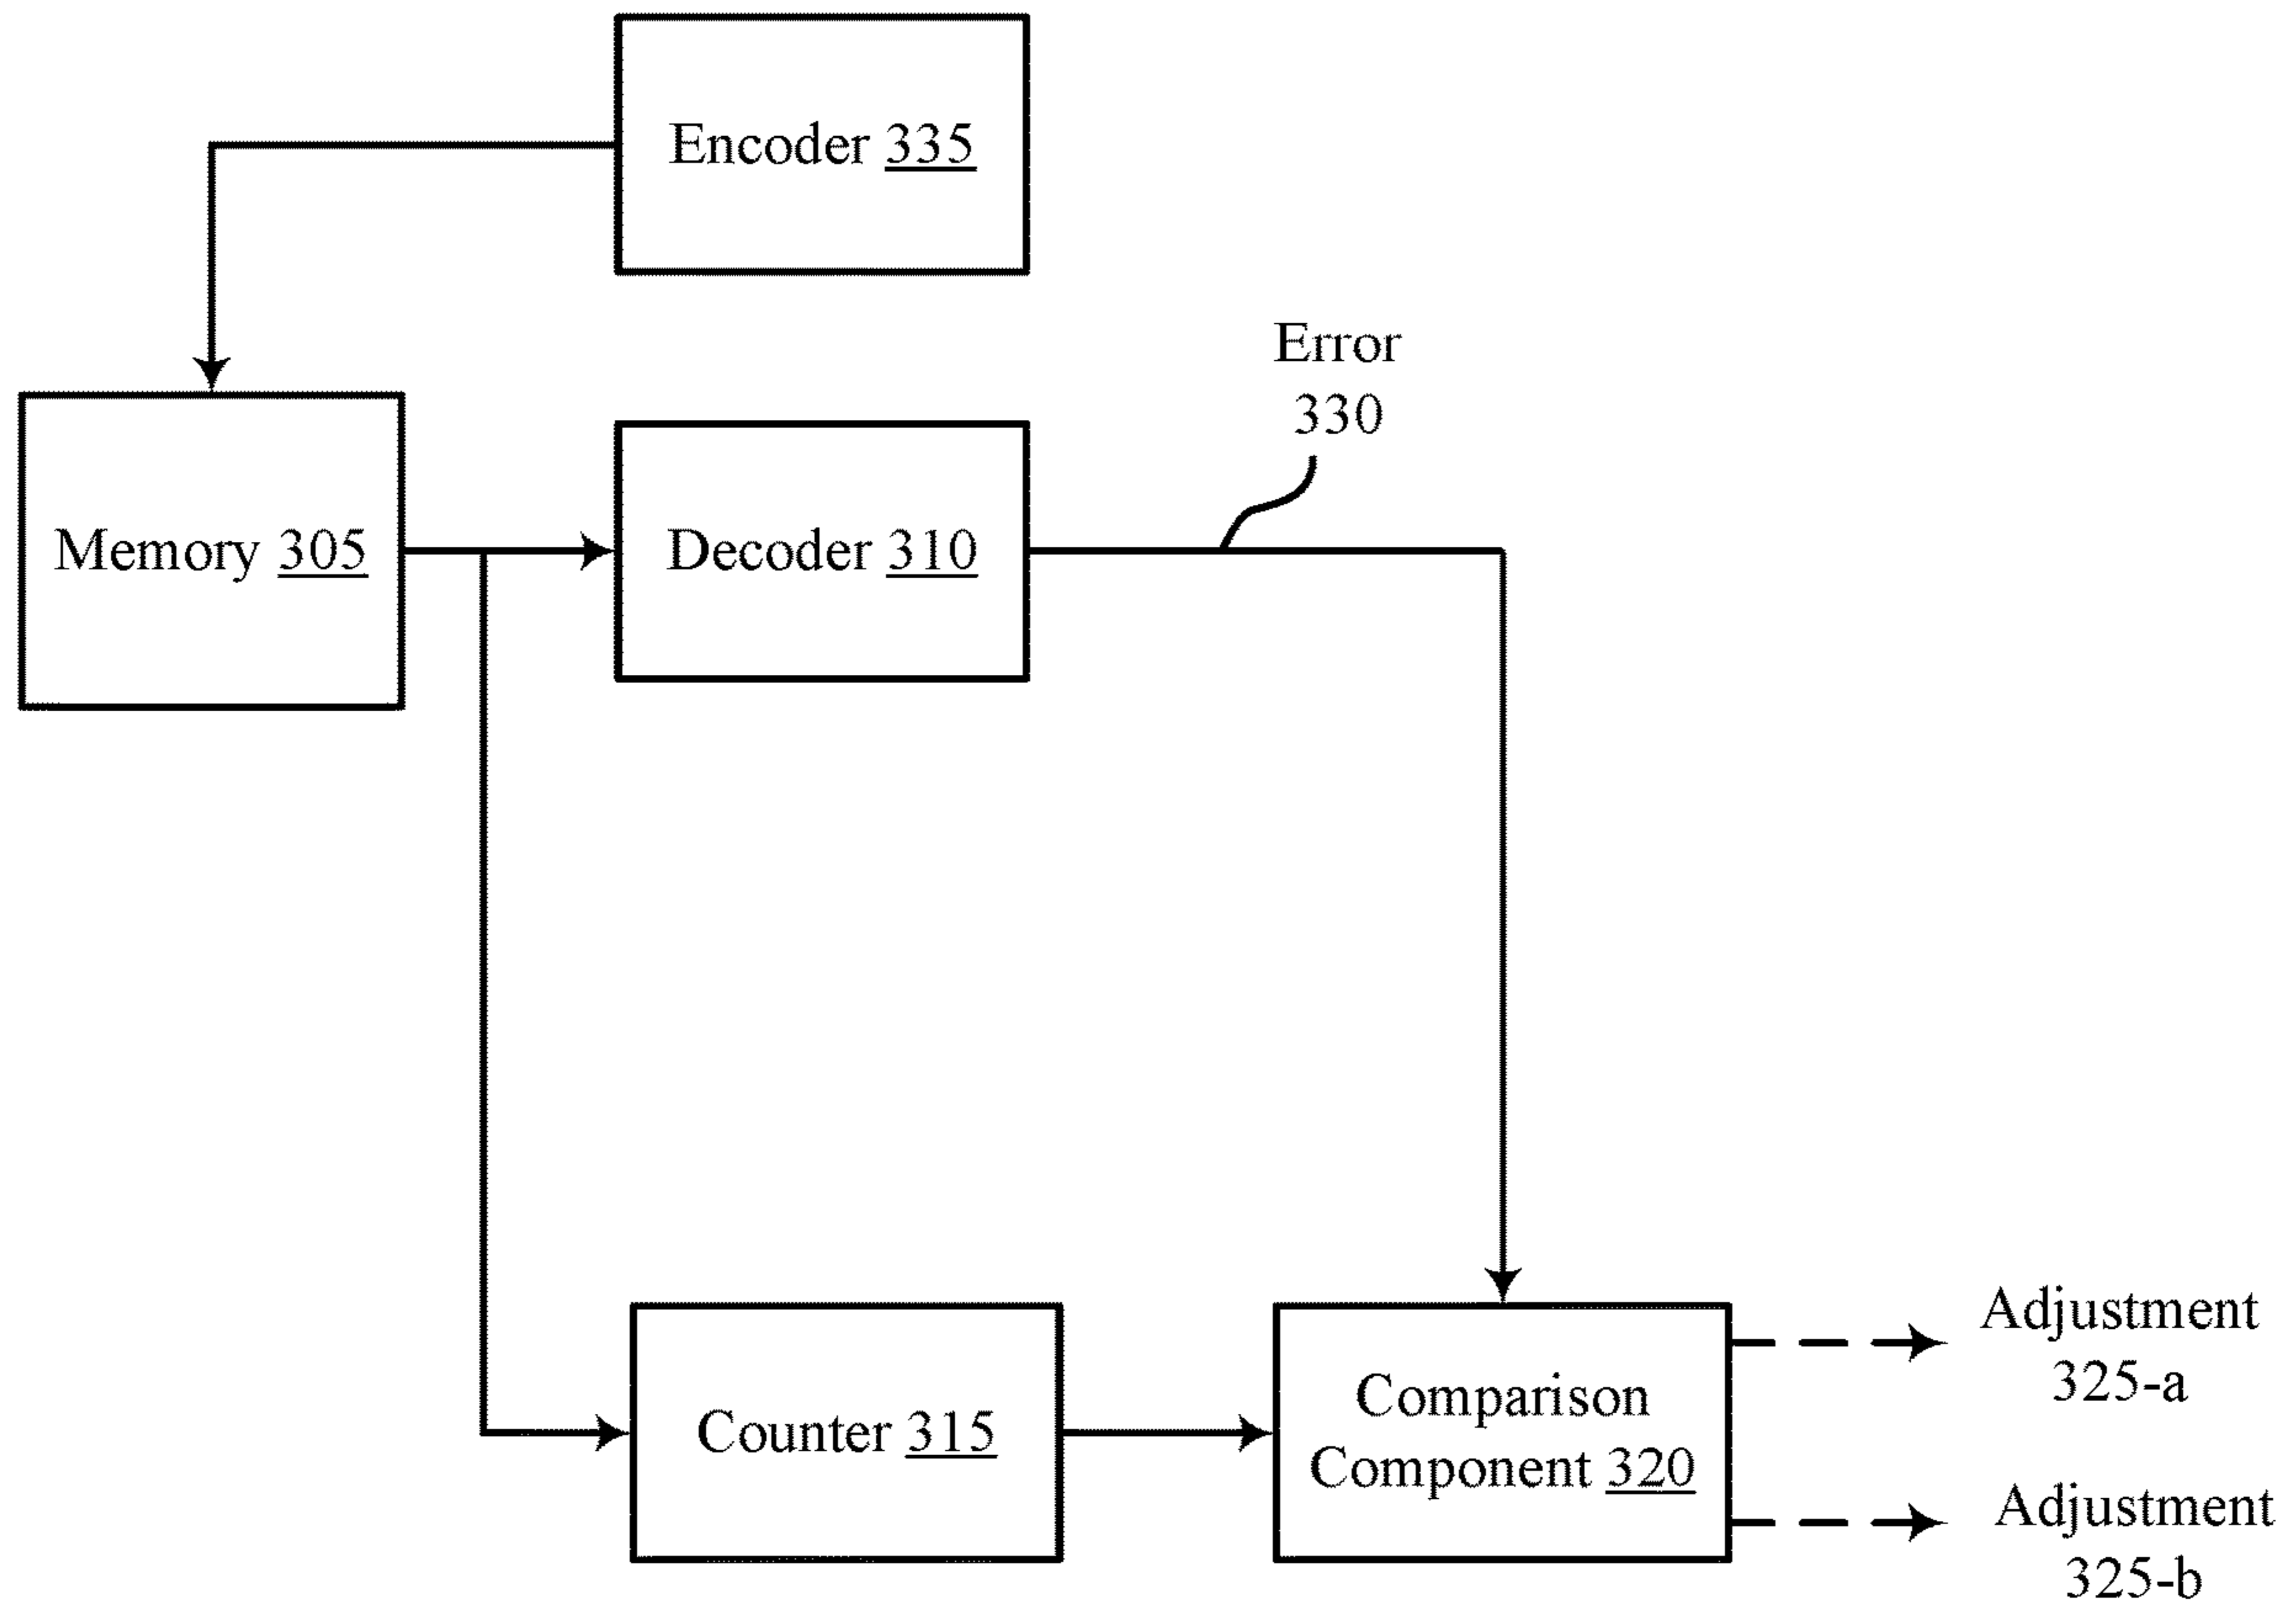 Encoder 335
Error
330
Memory 305
Decoder 310
Counter 315
Comparison
Component 320
Adjustment
325-a
Adjustment
325-b